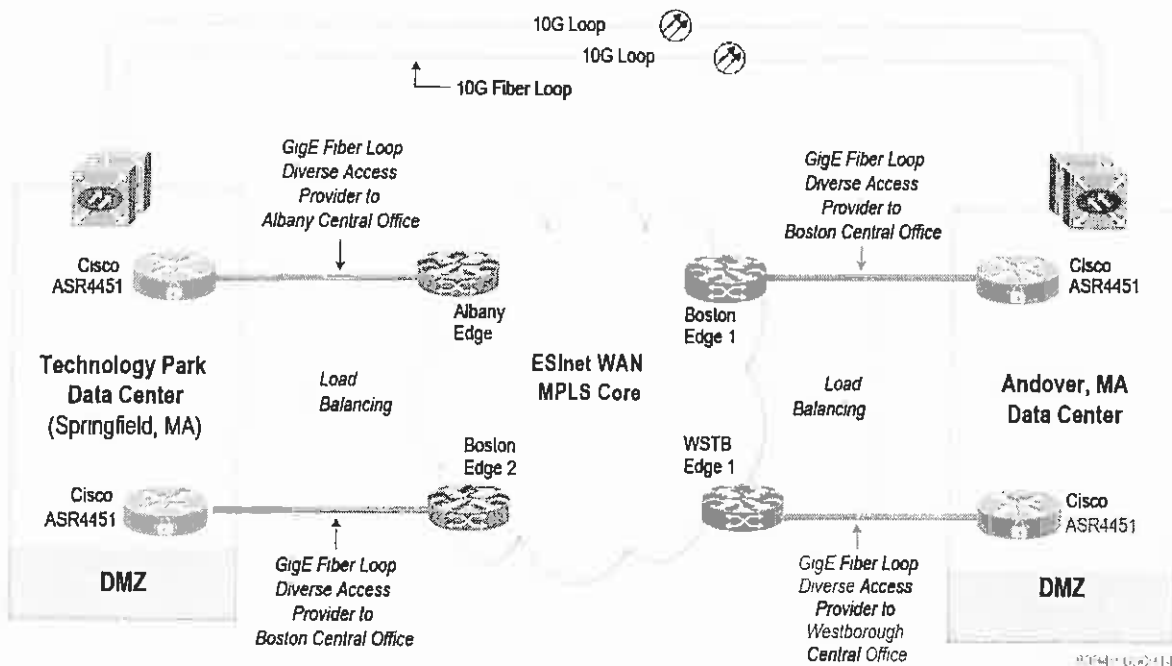 10G Loop
10G Loop
10G Fiber Loop
GigE Fiber Loop
Diverse Access
Provider to
Albany Central Office
GigE Fiber Loop
Diverse Access
Provider to
Boston Central Office
Cisco
ASR4451
Albany
Edge
Boston
Edge 1
Cisco
ASR4451
Technology Park
Data Center
(Springfield, MA)
Load
Balancing
ESInet WAN
MPLS Core
Load
Balancing
Andover, MA
Data Center
Boston
Edge 2
WSTB
Edge 1
Cisco
ASR4451
Cisco
ASR4451
DMZ
GigE Fiber Loop
Diverse Access
Provider to
Boston Central Office
GigE Fiber Loop
Diverse Access
Provider to
Westborough
Central Office
DMZ